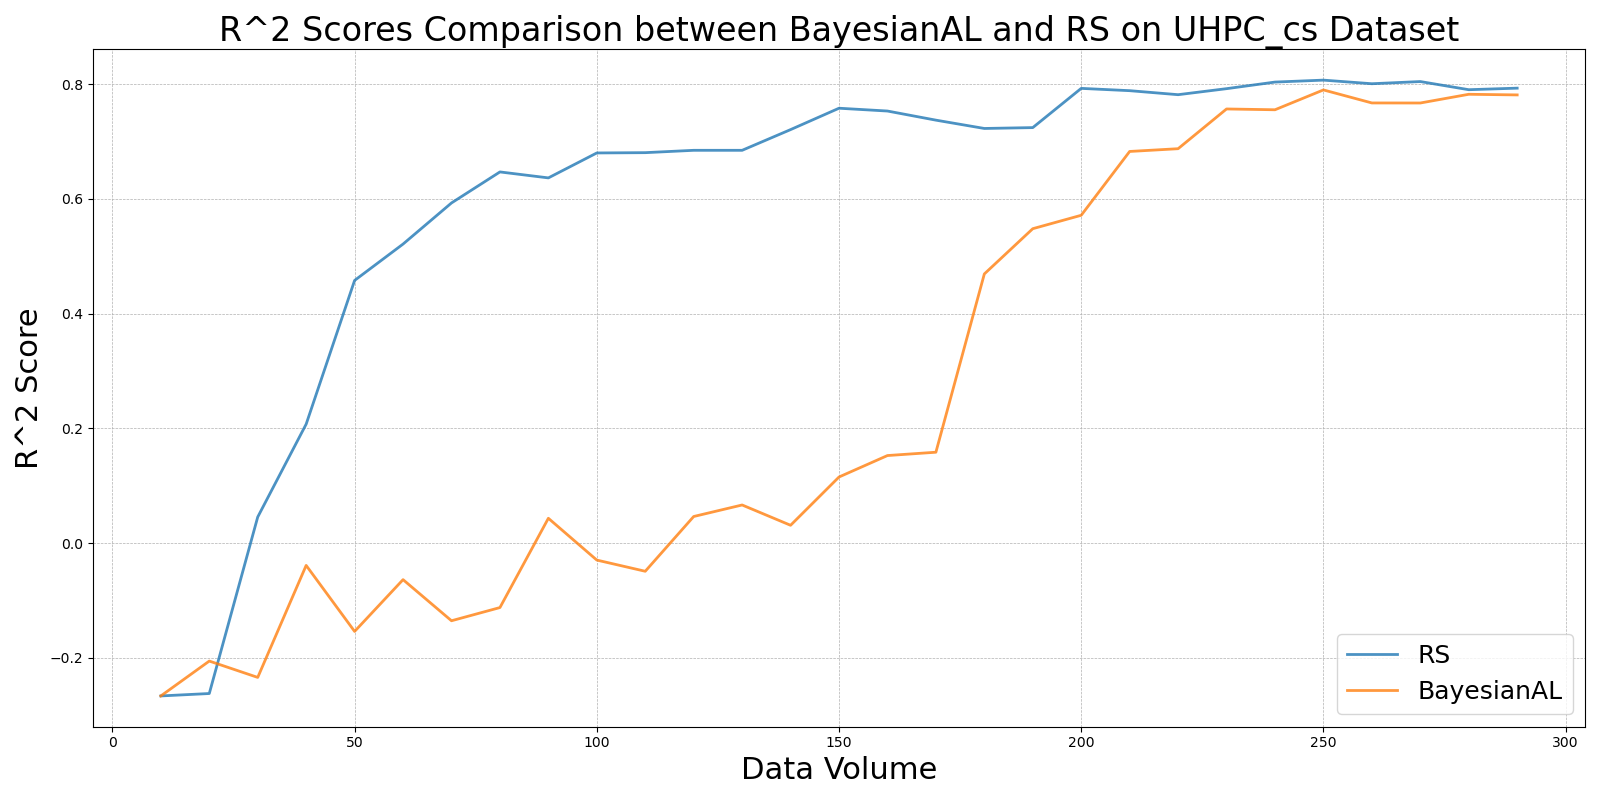 R^2 Scores Comparison between BayesianAL and RS on UHPC_cs Dataset
R^2 Score
0.8
0.6
0.4
0.2
0.0
−0.2
RS
BayesianAL
0 50 100 150 200 250 300
Data Volume